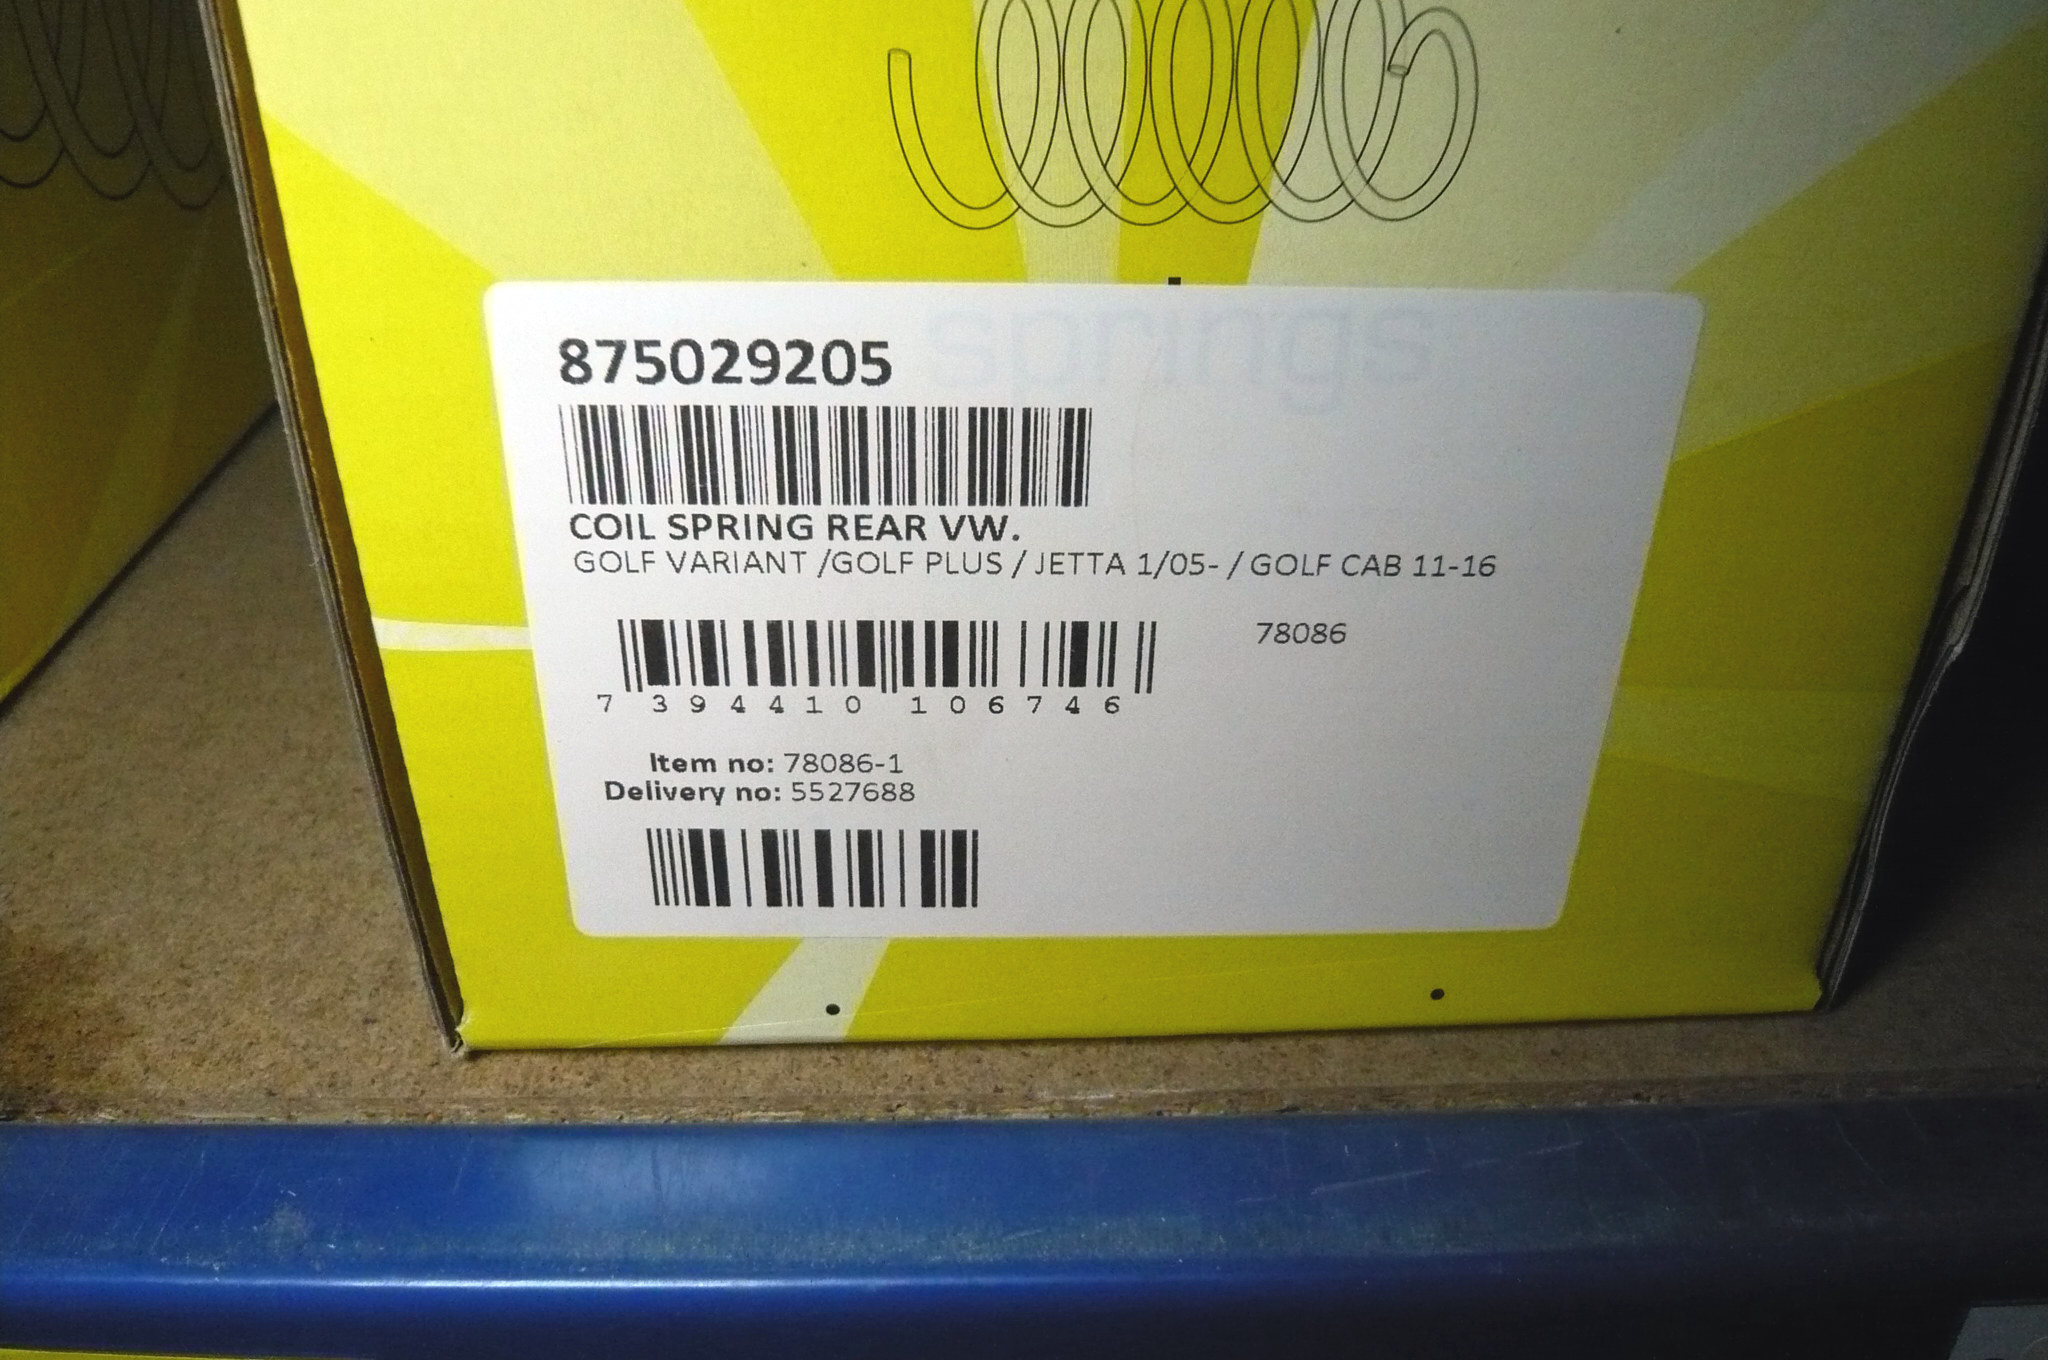 springs
875029205
COIL SPRING REAR VW.
GOLF VARIANT /GOLF PLUS / JETTA 1/05- / GOLF CAB 11-16
78086
7 394410 106746
Item no: 78086-1
Delivery no: 5527688